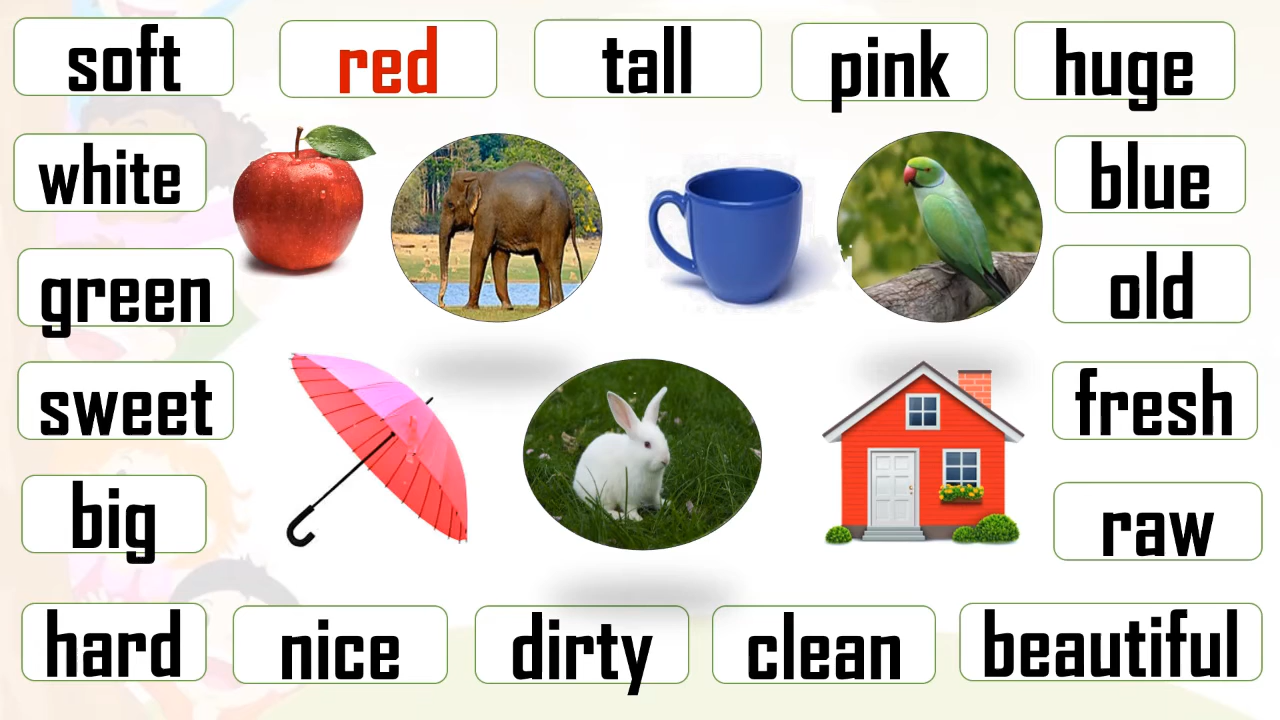 soft
red
tall
pink
huge
white
blue
green
old
sweet
fresh
big
raw
hard
nice
dirty
clean
beautiful